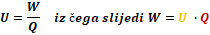 U = W/Q iz čega slijedi W = U · Q